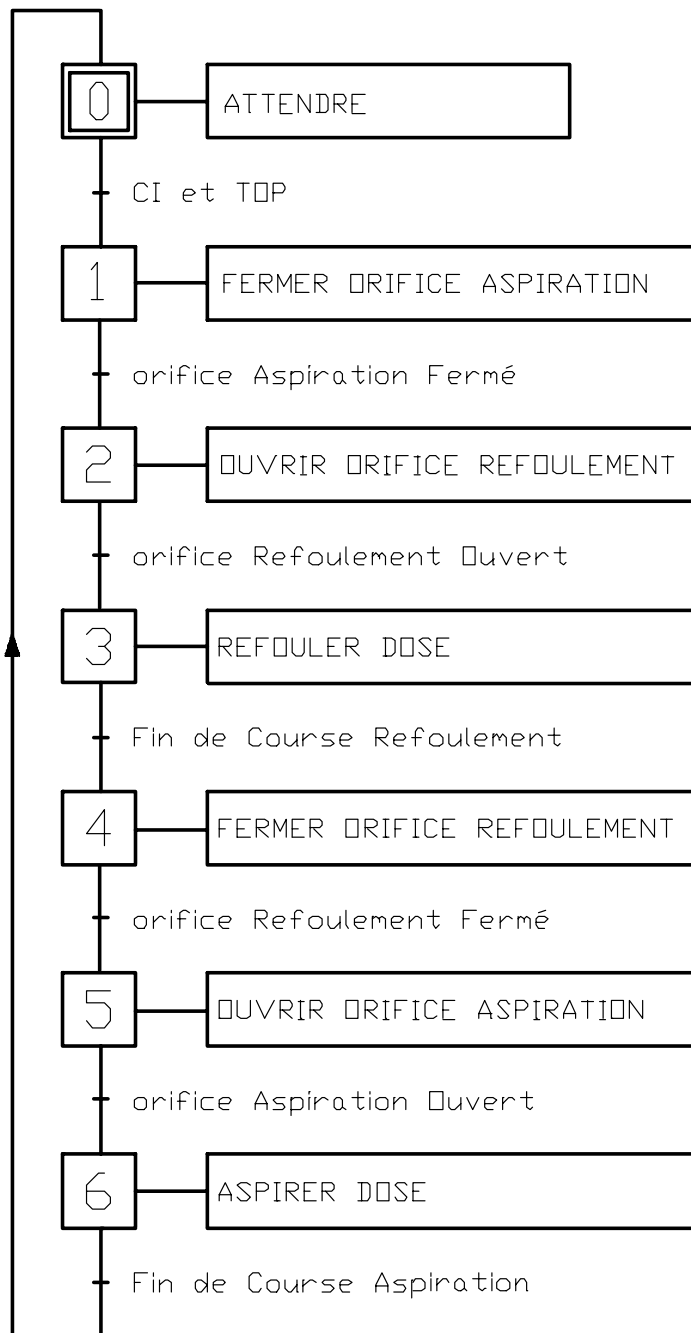 0 ATTENDRE
CI et TOP
1 FERMER ORIFICE ASPIRATION
orifice Aspiration Fermé
2 OUVRIR ORIFICE REFOULEMENT
orifice Refoulement Ouvert
3 REFOULER DOSE
Fin de Course Refoulement
4 FERMER ORIFICE REFOULEMENT
orifice Refoulement Fermé
5 OUVRIR ORIFICE ASPIRATION
orifice Aspiration Ouvert
6 ASPIRER DOSE
Fin de Course Aspiration